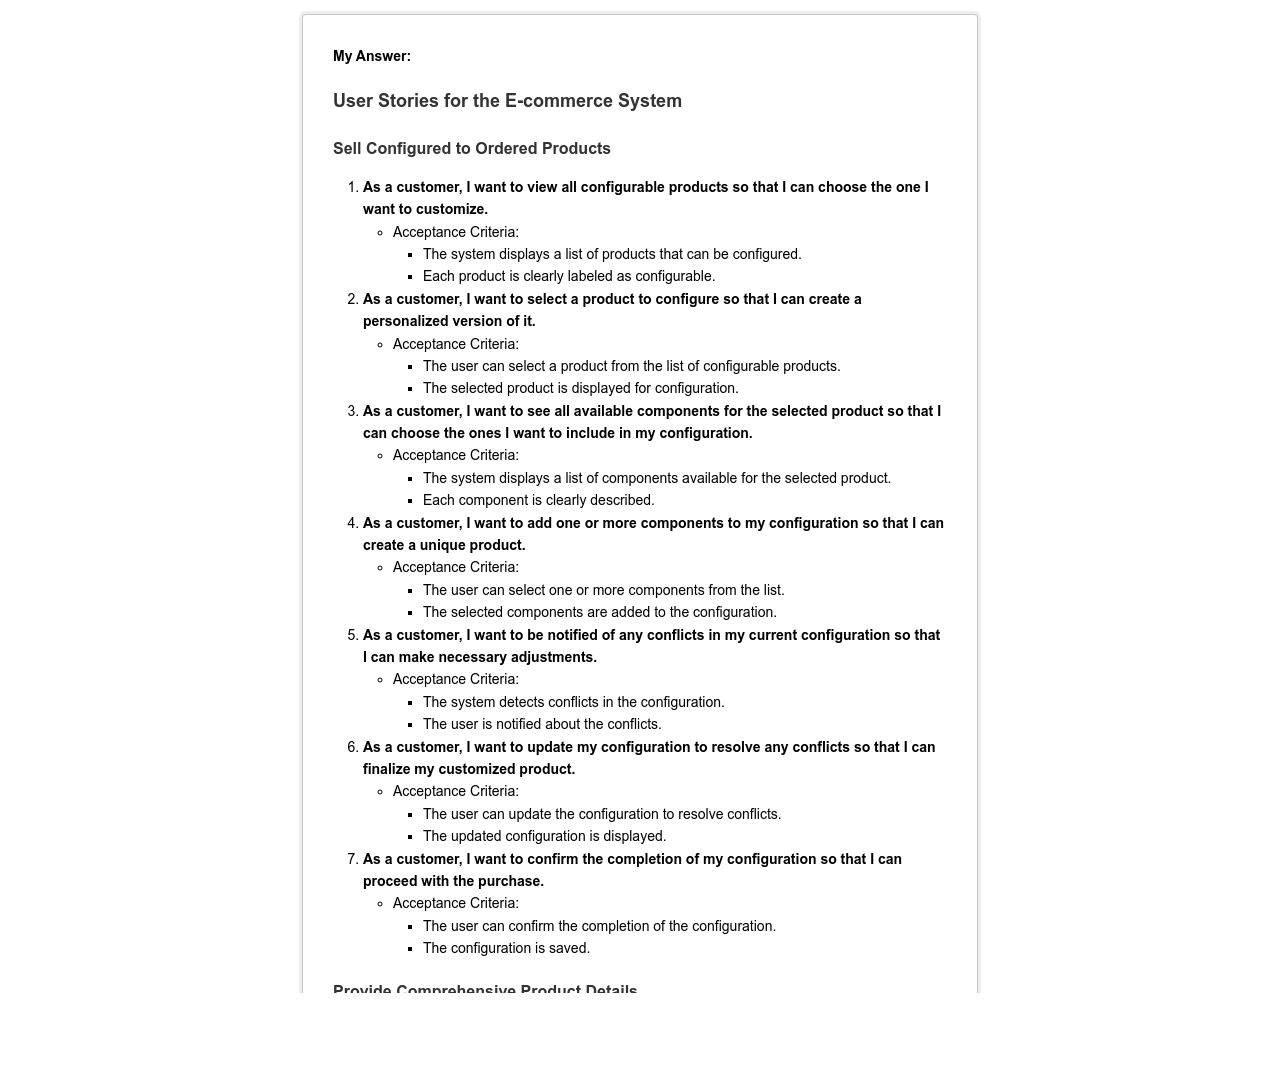 My Answer:
User Stories for the E-commerce System
Sell Configured to Ordered Products
1. As a customer, I want to view all configurable products so that I can choose the one I
want to customize.
Acceptance Criteria:
The system displays a list of products that can be configured.
Each product is clearly labeled as configurable.
2. As a customer, I want to select a product to configure so that I can create a
personalized version of it.
Acceptance Criteria:
The user can select a product from the list of configurable products.
The selected product is displayed for configuration.
3. As a customer, I want to see all available components for the selected product so that I
can choose the ones I want to include in my configuration.
Acceptance Criteria:
The system displays a list of components available for the selected product.
Each component is clearly described.
4. As a customer, I want to add one or more components to my configuration so that I can
create a unique product.
Acceptance Criteria:
The user can select one or more components from the list.
The selected components are added to the configuration.
5. As a customer, I want to be notified of any conflicts in my current configuration so that
I can make necessary adjustments.
Acceptance Criteria:
The system detects conflicts in the configuration.
The user is notified about the conflicts.
6. As a customer, I want to update my configuration to resolve any conflicts so that I can
finalize my customized product.
Acceptance Criteria:
The user can update the configuration to resolve conflicts.
The updated configuration is displayed.
7. As a customer, I want to confirm the completion of my configuration so that I can
proceed with the purchase.
Acceptance Criteria:
The user can confirm the completion of the configuration.
The configuration is saved.
Provide Comprehensive Product Details